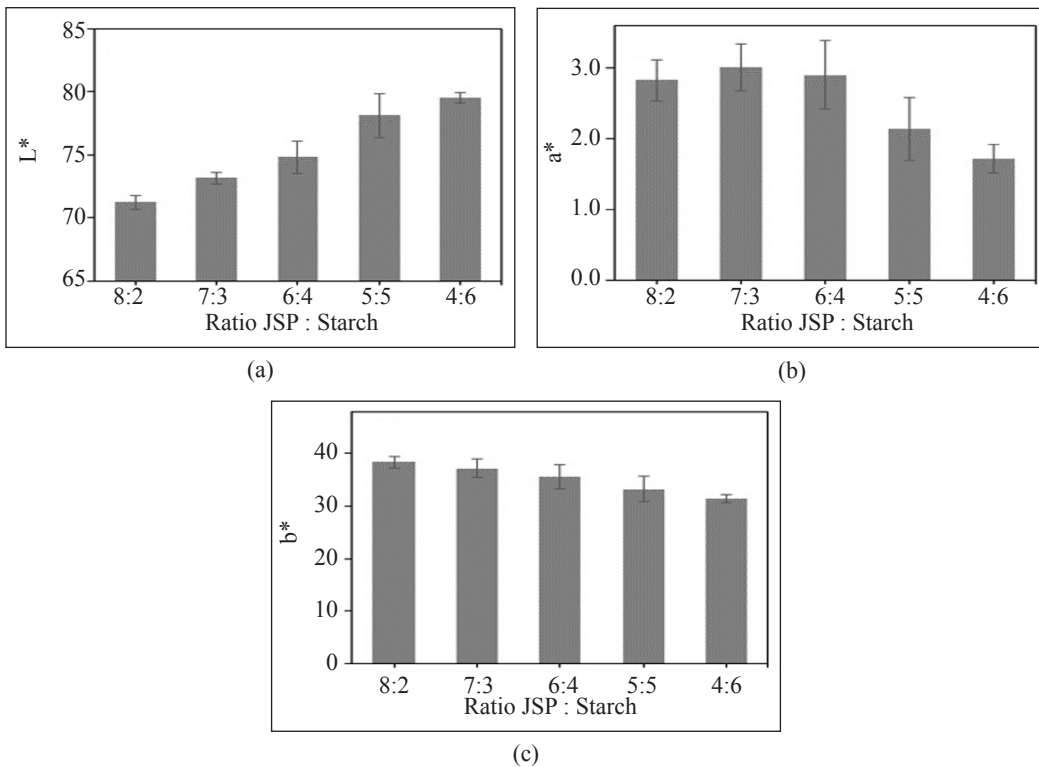 85
80
75
70
65
L*
8:2 7:3 6:4 5:5 4:6
Ratio JSP : Starch
(a)
3.0
2.0
1.0
0.0
a*
8:2 7:3 6:4 5:5 4:6
Ratio JSP : Starch
(b)
40
30
20
10
0
b*
8:2 7:3 6:4 5:5 4:6
Ratio JSP : Starch
(c)